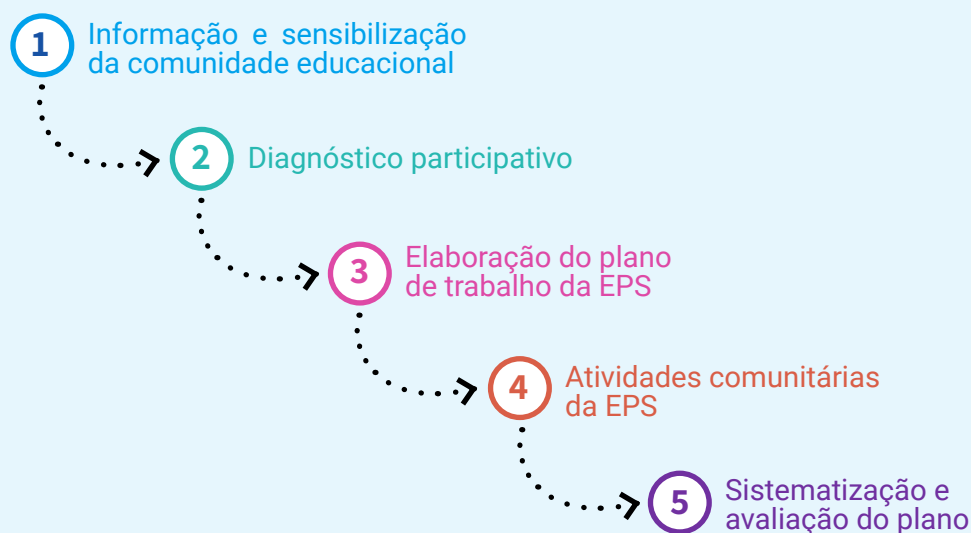 1
Informação e sensibilização
da comunidade educacional
2
Diagnóstico participativo
3
Elaboração do plano
de trabalho da EPS
4
Atividades comunitárias
da EPS
5
Sistematização e
avaliação do plano